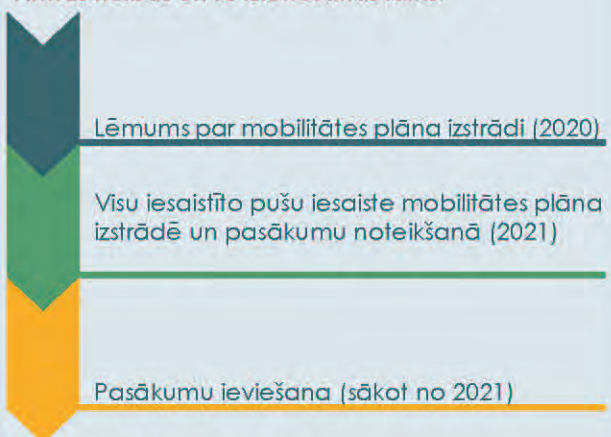 Lēmums par mobilitātes plāna izstrādi (2020)
Visu iesaistīto pušu iesaiste mobilitātes plāna
izstrādē un pasākumu noteikšanā (2021)
Pasākumu ieviešana (sākot no 2021)